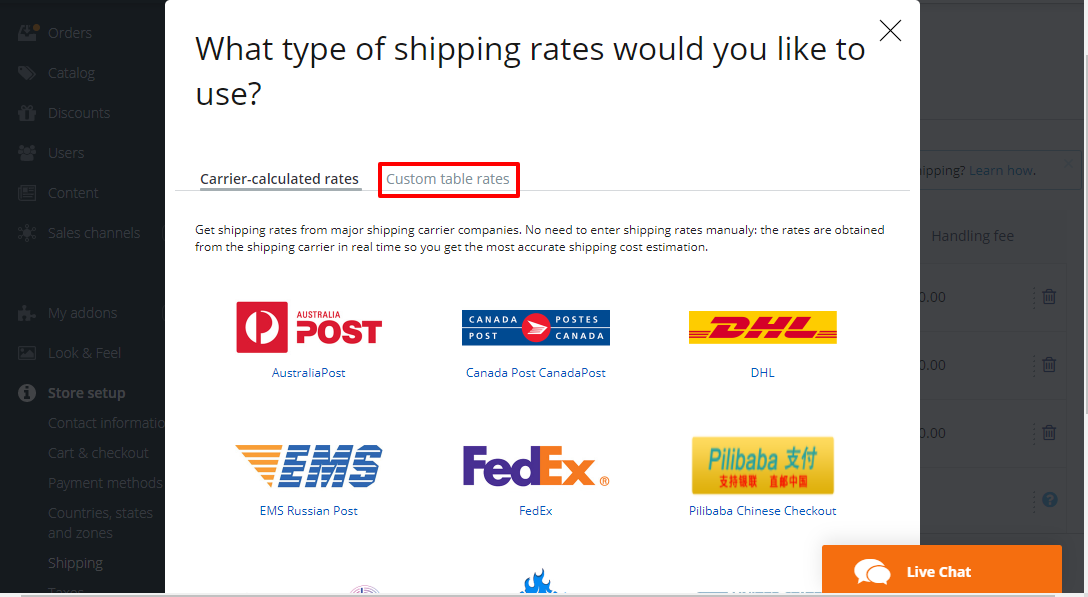 Orders
Catalog
Discounts
Users
Content
Sales channels
My addons
Look & Feel
Store setup
Contact informatio
Cart & checkout
Payment methods
Countries, states
and zones
Shipping
Taxes
What type of shipping rates would you like to
use?
Carrier-calculated rates
Custom table rates
Get shipping rates from major shipping carrier companies. No need to enter shipping rates manualy: the rates are obtained
from the shipping carrier in real time so you get the most accurate shipping cost estimation.
AUSTRALIA
POST
CANADA POSTES
POST CANADA
DHL
AustraliaPost
Canada Post CanadaPost
DHL
EMS
FedEx®
Pilibaba 支付
支持银联 直邮中国
EMS Russian Post
FedEx
Pilibaba Chinese Checkout
ipping? Learn how.
Handling fee
0.00
0.00
0.00
?
Live Chat